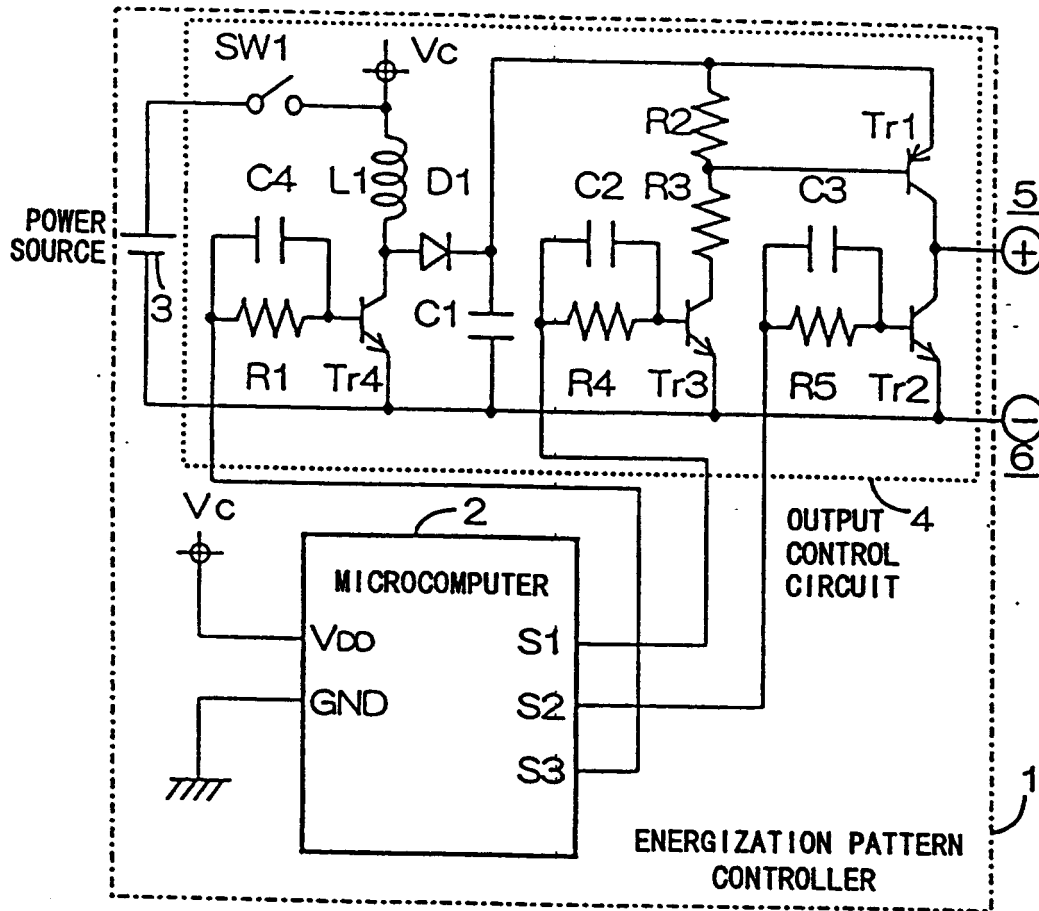 SW1
Vc
R2
Tr1
C4
L1
D1
C2
R3
C3
5
POWER
SOURCE
+
3
C1
R1
Tr4
R4
Tr3
R5
Tr2
−
6
Vc
2
OUTPUT
CONTROL
CIRCUIT
4
MICROCOMPUTER
VDD
S1
GND
S2
S3
1
ENERGIZATION PATTERN
CONTROLLER